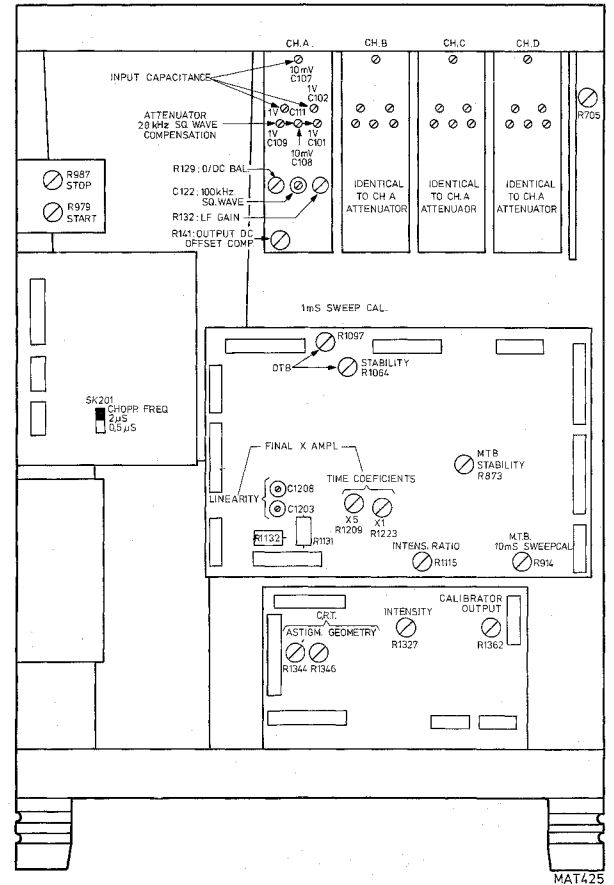 CH.A. CH.B CH.C CH.D
10mV
C107
INPUT CAPACITANCE
1V
C102
1V C111
ATTENUATOR
28kHz SQ. WAVE
COMPENSATION
1V
C109
1V
C101
10mV
C108
R705
R129: 0/DC BAL.
C122: 100kHz.
SQ.WAVE
R132: LF GAIN
R141: OUTPUT DC
OFFSET COMP.
IDENTICAL
TO CH.A
ATTENUATOR
IDENTICAL
TO CH.A
ATTENUAOR
IDENTICAL
TO CH.A
ATTENUATOR
R987
STOP
R979
START
1mS SWEEP CAL.
R1097
DTB
STABILITY
R1064
SK201
CHOPP. FREQ
2µS
0,5µS
FINAL X AMPL
M.T.B
STABILITY
R873
TIME COEFICIENTS
LINEARITY
C1208
C1203
X5
R1209
X1
R1223
R1132
R1131
INTENS. RATIO
R1115
M.T.B.
10mS SWEEPCAL
R914
C.R.T.
ASTIGM. GEOMETRY
R1344 R1346
INTENSITY
R1327
CALIBRATOR
OUTPUT
R1362
MAT425